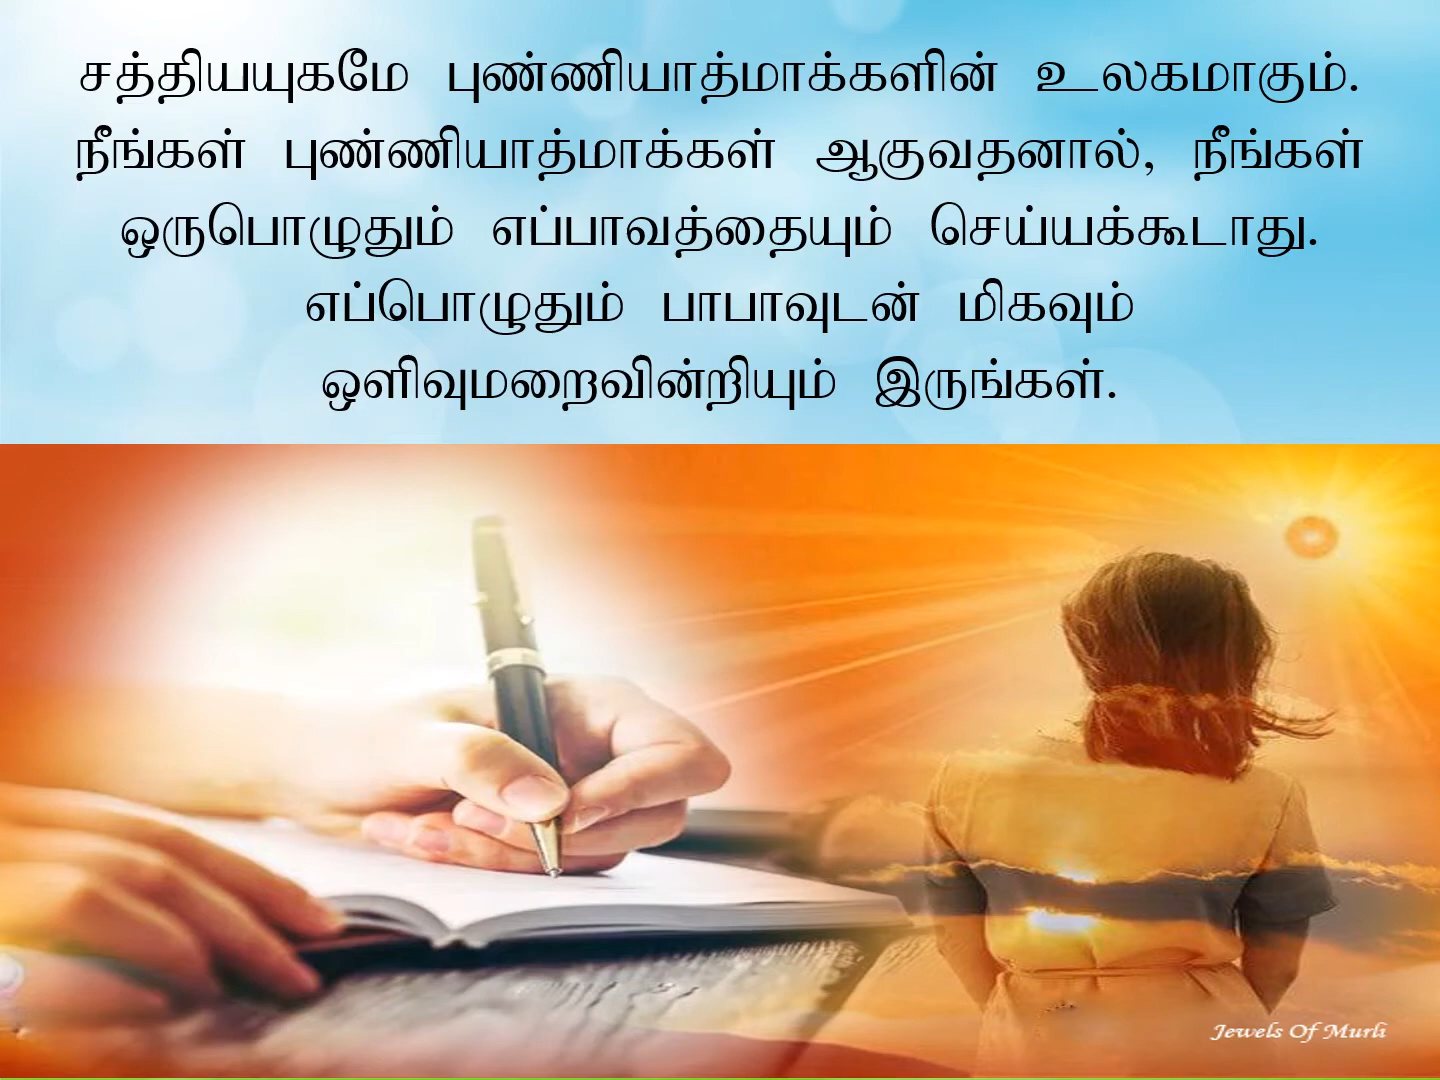 சத்தியயுகமே புண்ணியாத்மாக்களின் உலகமாகும்.
நீங்கள் புண்ணியாத்மாக்கள் ஆகுவதனால், நீங்கள்
ஒருபொழுதும் எப்பாவத்தையும் செய்யக்கூடாது.
எப்பொழுதும் பாபாவுடன் மிகவும்
ஒளிவுமறைவின்றியும் இருங்கள்.
Jewels Of Murli